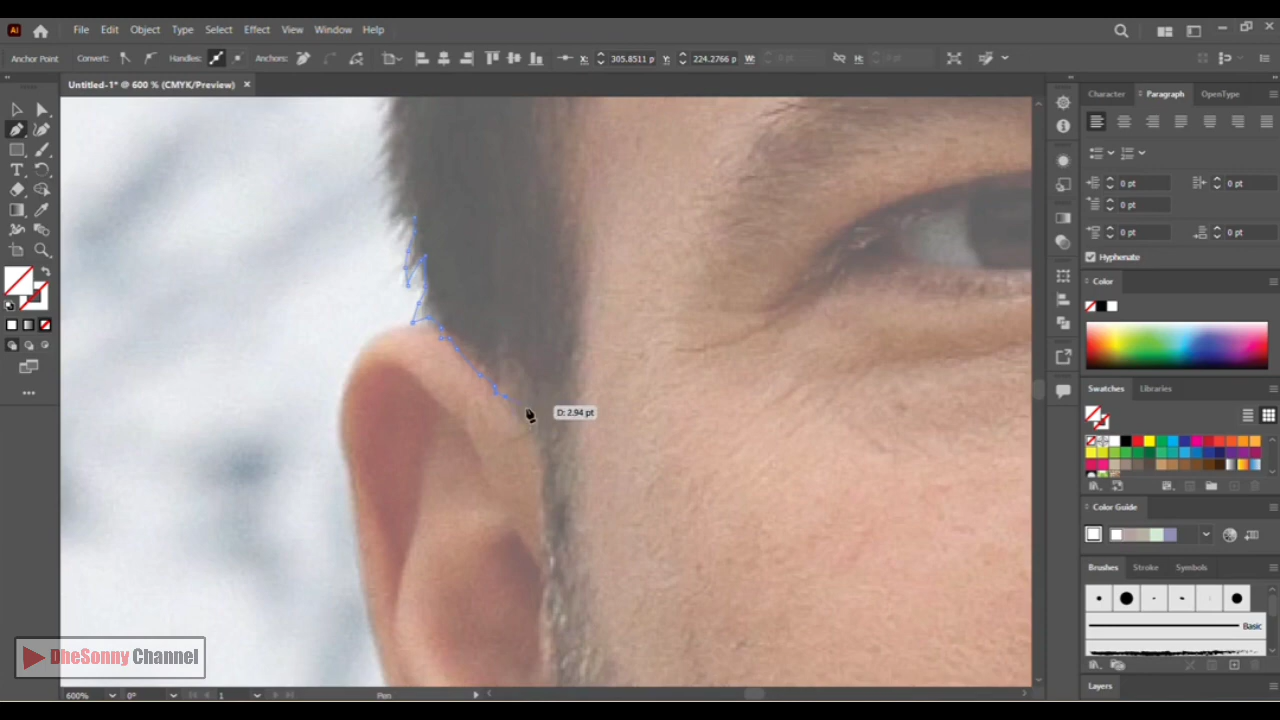 Ai File Edit Object Type Select Effect View Window Help
Anchor Point Convert: Handles: Anchors: X: 305.8511 p Y: 224.2766 p W: 0 p H: 0 p
Untitled-1* @ 600 % (CMYK/Preview) ×
Character Paragraph OpenType
0 pt 0 pt
0 pt
0 pt 0 pt
Hyphenate
Color
D: 2.94 pt
Swatches Libraries
Color Guide
Brushes Stroke Symbols
Basic
DheSonny Channel
Layers
600% 0° 1 Pen